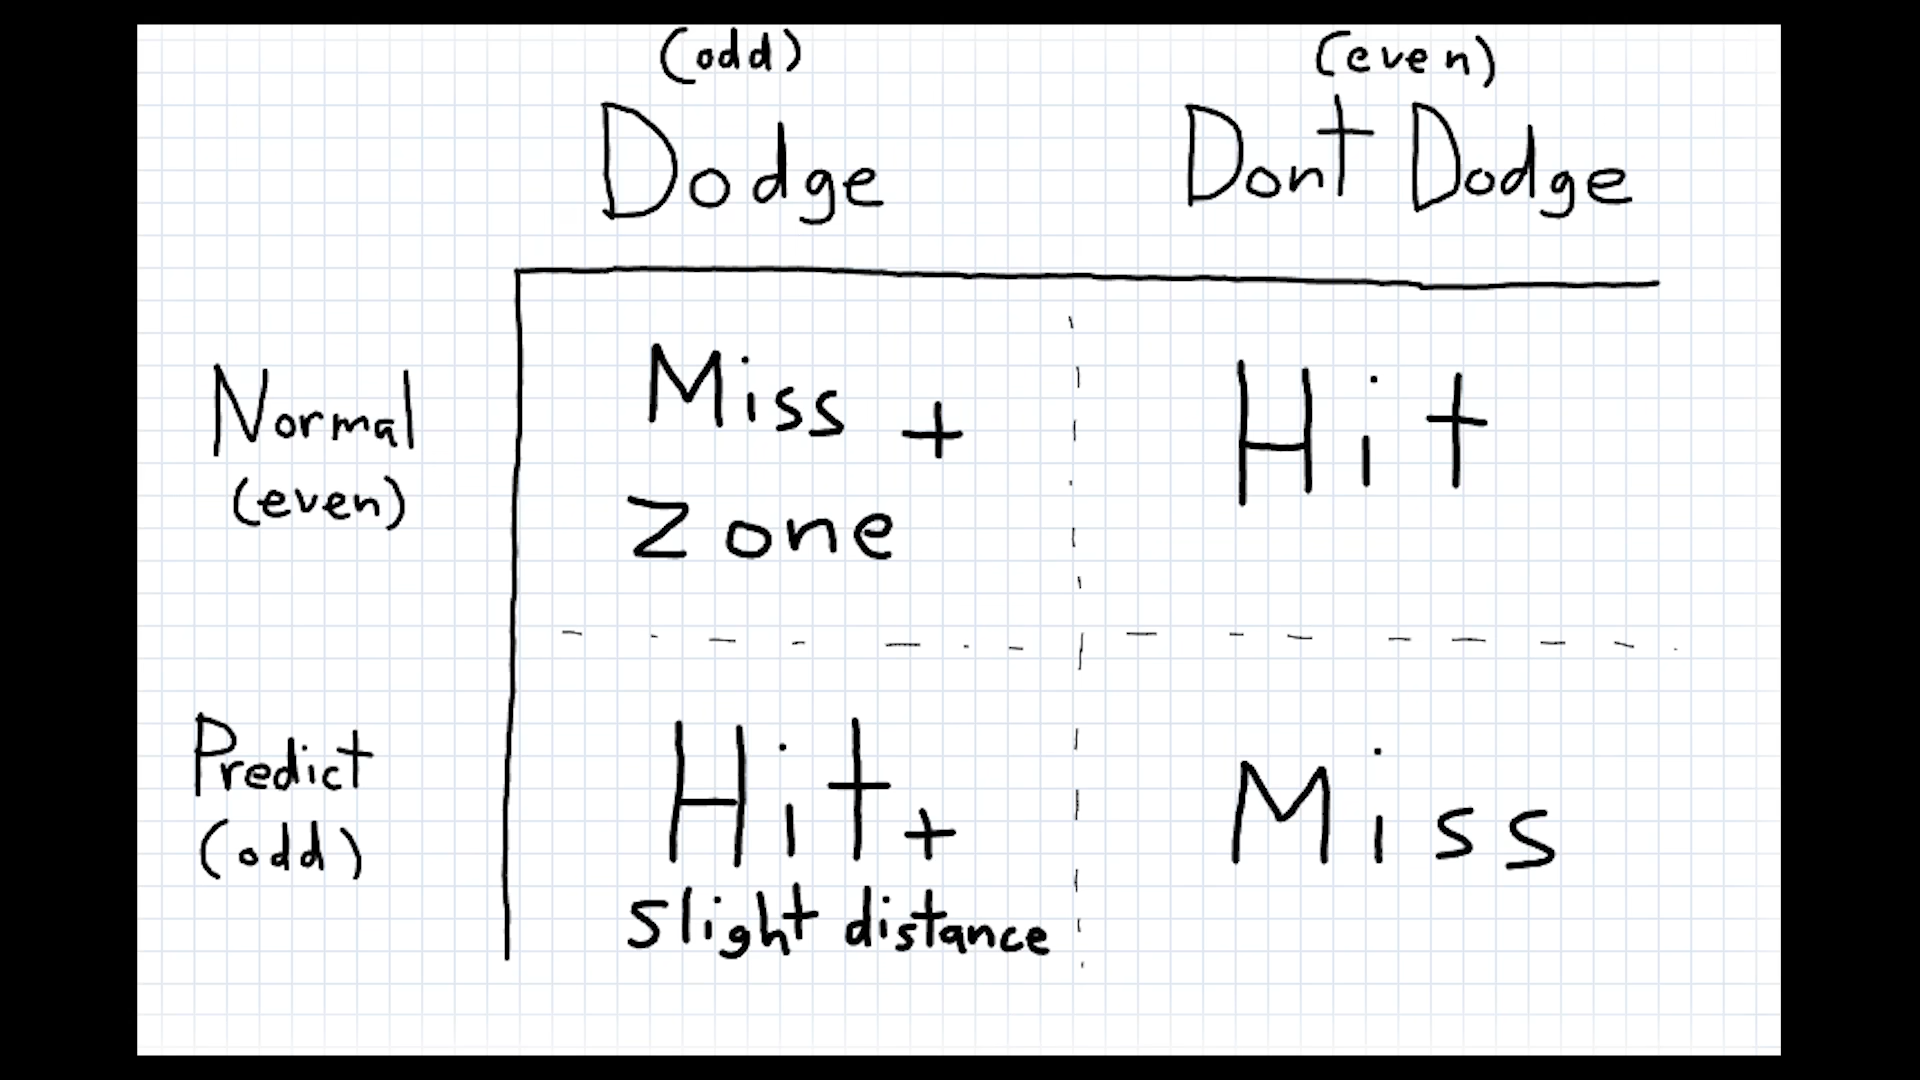 (odd) (even)
Dodge Dont Dodge
Normal
(even)
Miss +
Zone
Hit
Predict
(odd)
Hit +
Slight distance
Miss